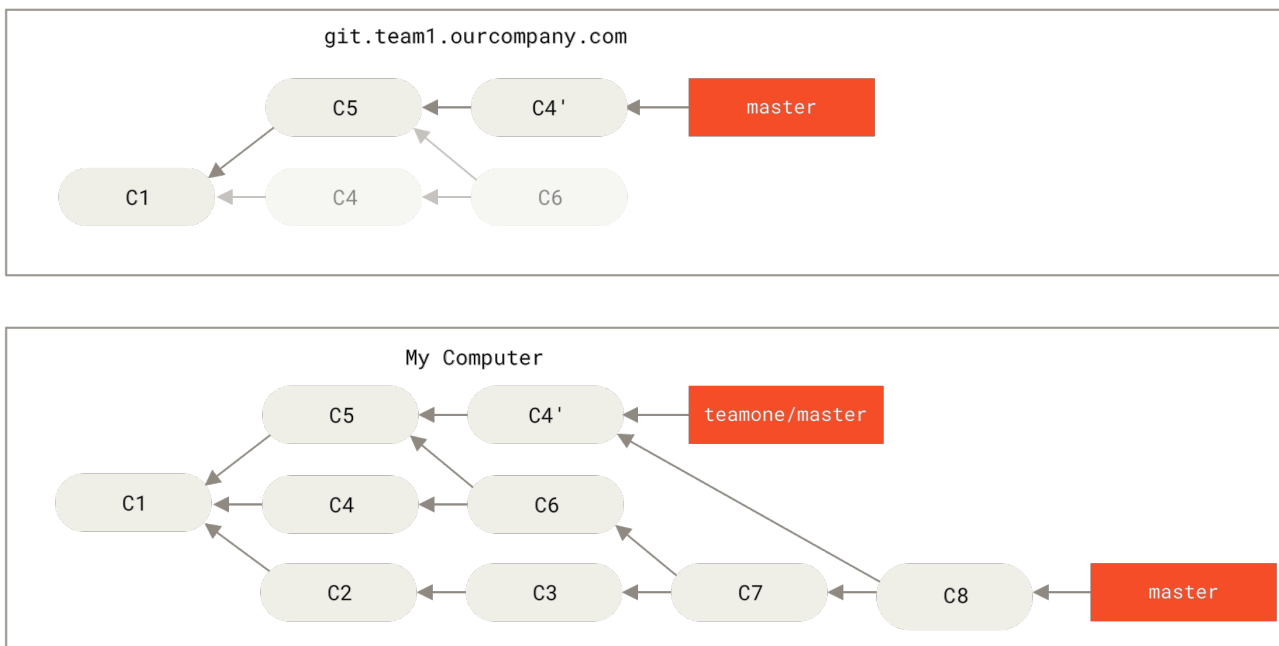 git.team1.ourcompany.com
C5 C4' master
C1 C4 C6
My Computer
C5 C4' teamone/master
C1 C4 C6
C2 C3 C7 C8 master